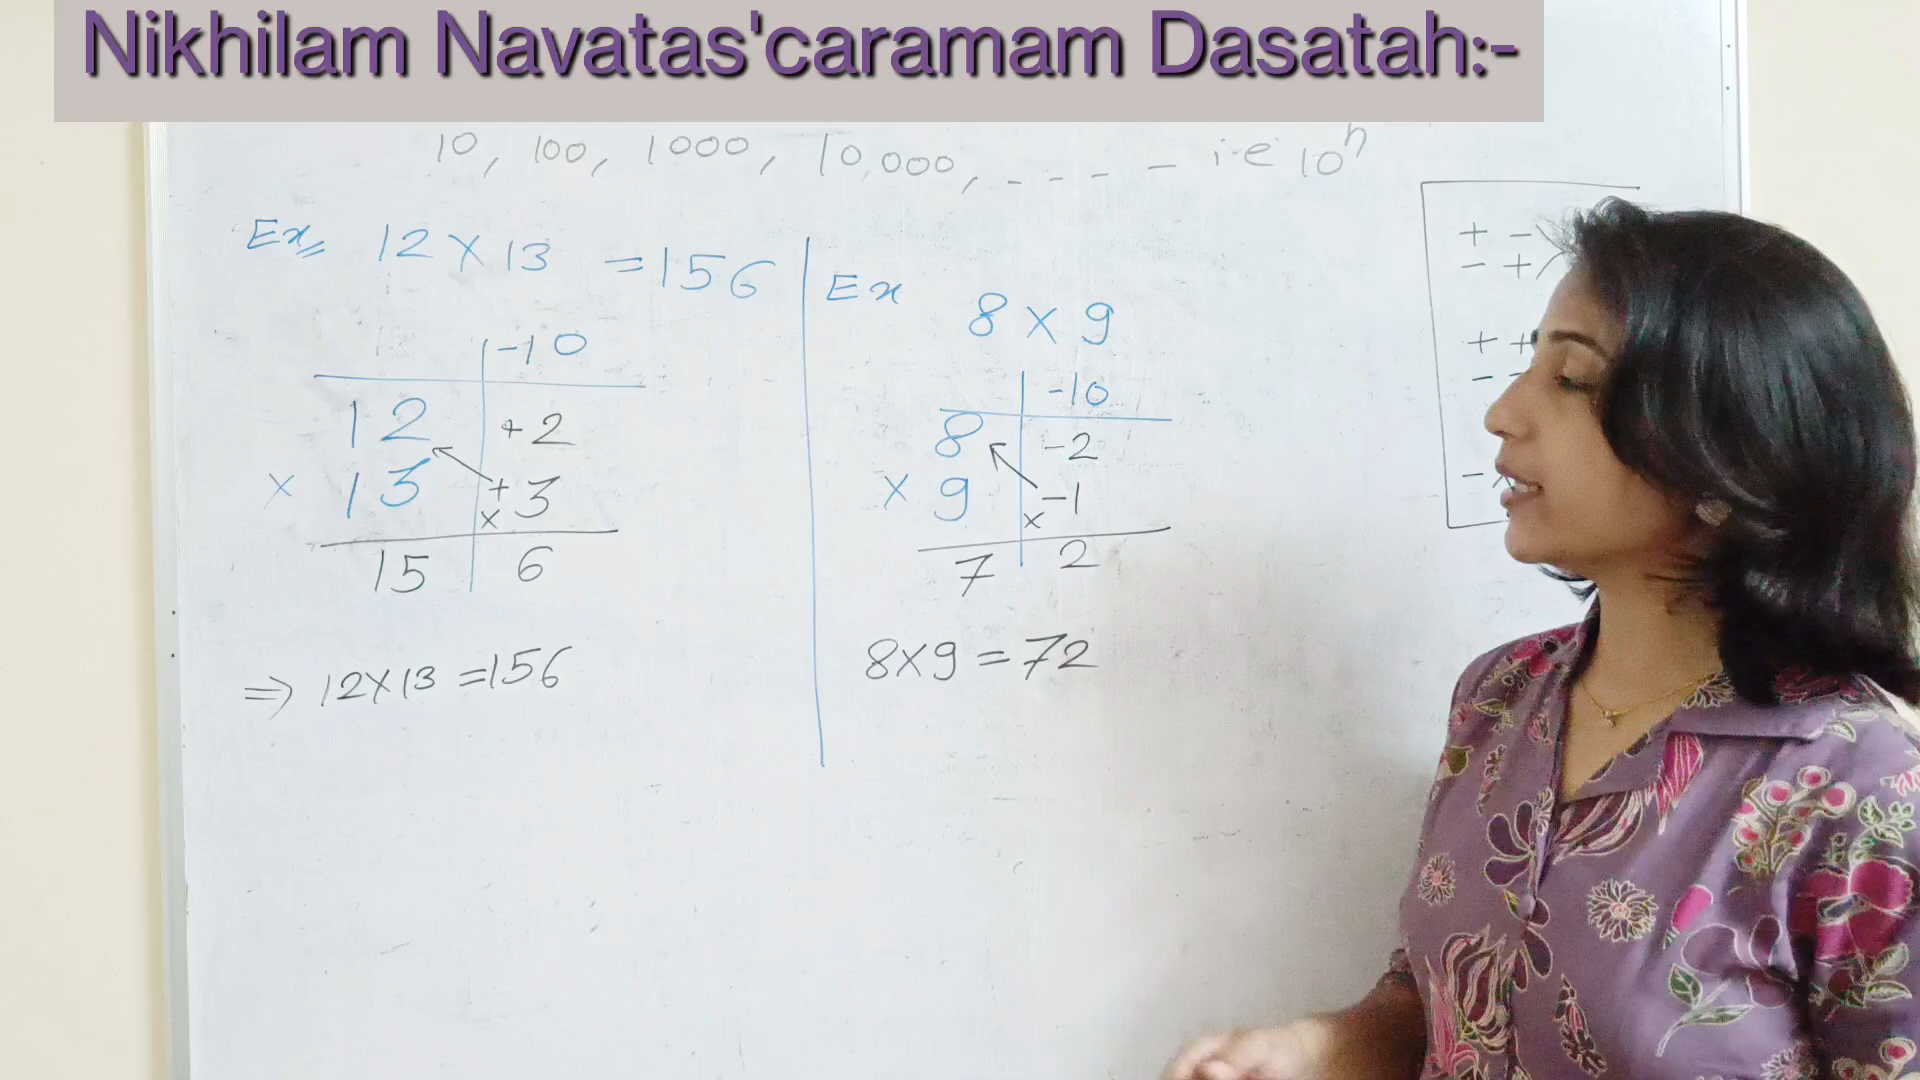 Nikhilam Navatas'caramam Dasatah:-
10, 100, 1000, 10,000, - - - - i.e 10ⁿ
Ex, 12 × 13 = 156
-10
12 +2
× 13 +3
×
15 6
⇒ 12×13 =156
Ex
8 × 9
-10
8 -2
× 9 -1
×
7 2
8×9 = 72
+ -
- +
+ +
- -
- ×